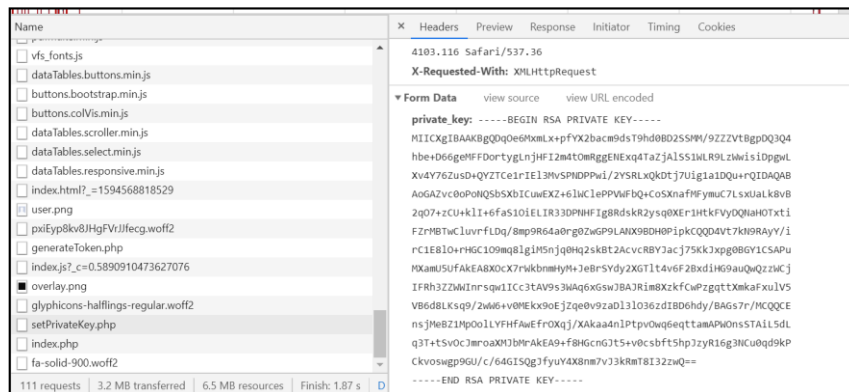 Name
vfs_fonts.js
dataTables.buttons.min.js
buttons.bootstrap.min.js
buttons.colVis.min.js
dataTables.scroller.min.js
dataTables.select.min.js
dataTables.responsive.min.js
index.html?_=1594568818529
user.png
pxiEyp8kv8JHgFVrJJfecg.woff2
generateToken.php
index.js?_c=0.5890910473627076
overlay.png
glyphicons-halflings-regular.woff2
setPrivateKey.php
index.php
fa-solid-900.woff2
111 requests 3.2 MB transferred 6.5 MB resources Finish: 1.87 s D
× Headers Preview Response Initiator Timing Cookies
4103.116 Safari/537.36
X-Requested-With: XMLHttpRequest
▼ Form Data view source view URL encoded
private_key: -----BEGIN RSA PRIVATE KEY-----
MIICXgIBAAKBgQDqOe6MxmLx+pfYX2bacm9dsT9hd0BD2SSMM/9ZZZVtBgpDQ3Q4
hbe+D66geMFFDortygLnjHFI2m4tOmRggENExq4TaZjAlSS1WLR9LzWwisiDpgwL
Xv4Y76ZusD+QYZTCe1rIEl3MvSPNDPPwi/2YSRLxQkDtj7Uig1a1DQu+rQIDAQAB
AoGAZvc0oPoNQSbSXbICuwEXZ+6lWClePPVWFbQ+CoSXnafMFymuC7LsxUaLk8vB
2qO7+zCU+klI+6faS1OiELIR33DPNHFIg8RdskR2ysq0XEr1HtkFVyDQNaHOTxti
FZrMBTwCluvrfLDq/8mp9R64a0rg0ZwGP9LANX9BDH0PipkCQQD4Vt7kN9RAyY/i
rC1E8lO+rHGC1O9mq8lgiM5njq0Hq2skBt2AcvcRBYJacj75KkJxpg0BGY1CSAPu
MXamU5UfAkEA8XOcX7rWkbnmHyM+JeBrSYdy2XGTlt4v6F2BxdiHG9auQwQzzWCj
IFRh3ZZWWInrsqw1ICc3tAV9s3WAq6xGswJBAJRim8XzkfCwPzgqttXmkaFxulV5
VB6d8LKsq9/2wW6+v0MEkx9oEjZqe0v9zaDl3lO36zdIBD6hdy/BAGs7r/MCQQCE
nsjMeBZ1MpOolLYFHfAwEfrOXqj/XAkaa4nlPtpvOwq6eqttamAPWOnsSTAiL5dL
q3T+tSvOcJmroaXMJbMrAkEA9+f8HGcnGJt5+v0csbft5hpJzyR16g3NCu0qd9kP
Ckvoswgp9GU/c/64GISQgJfyuY4X8nm7vJ3kRmT8I32zwQ==
-----END RSA PRIVATE KEY-----